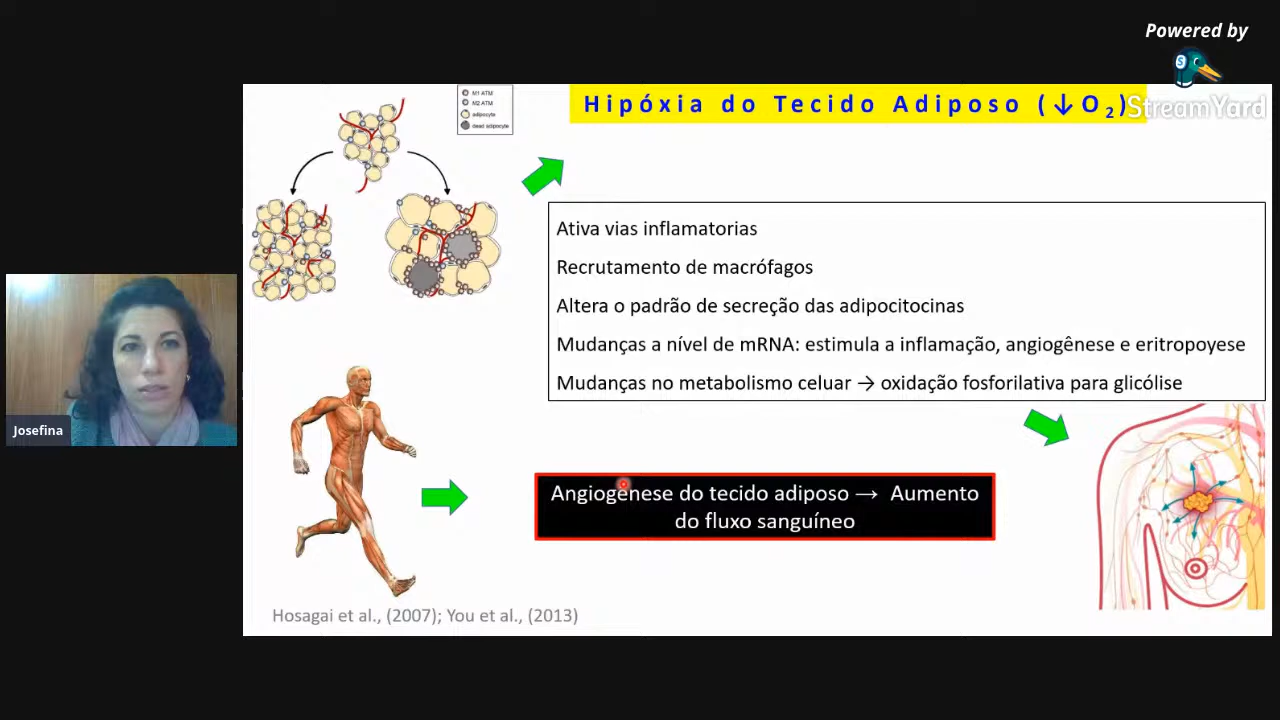 Powered by
StreamYard
M1 ATM
M2 ATM
adipocyte
dead adipocyte
Hipóxia do Tecido Adiposo (↓O₂)
Ativa vias inflamatorias
Recrutamento de macrófagos
Altera o padrão de secreção das adipocitocinas
Mudanças a nível de mRNA: estimula a inflamação, angiogênese e eritropoyese
Mudanças no metabolismo celuar → oxidação fosforilativa para glicólise
Josefina
Angiogênese do tecido adiposo → Aumento
do fluxo sanguíneo
Hosagai et al., (2007); You et al., (2013)